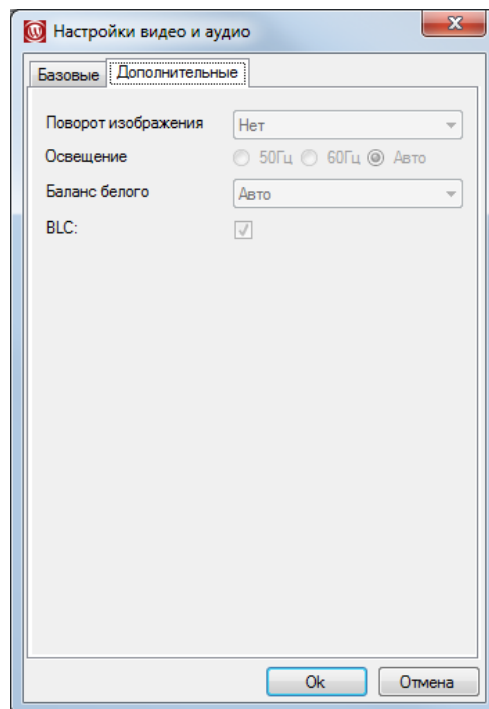 Настройки видео и аудио
Базовые Дополнительные
Поворот изображения Нет
Освещение 50Гц 60Гц Авто
Баланс белого Авто
BLC:
Ok Отмена